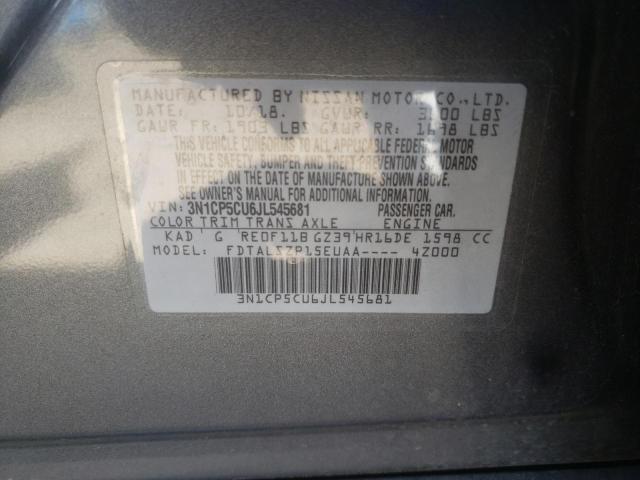 MANUFACTURED BY NISSAN MOTOR CO.,LTD.
DATE: 10/18. GVWR: LBS
GAWR FR: 1903 LBS GAWR RR: 1698 LBS
THIS VEHICLE CONFORMS TO ALL APPLICABLE FEDERAL MOTOR
VEHICLE SAFETY, BUMPER AND THEFT PREVENTION STANDARDS
IN EFFECT ON THE DATE OF MANUFACTURE SHOWN ABOVE.
SEE OWNER'S MANUAL FOR ADDITIONAL INFORMATION.
VIN: 3N1CP5CU6JL545681 PASSENGER CAR.
COLOR TRIM TRANS AXLE ENGINE
KAD G RE0F11B GZ39 HR16DE 1598 CC
MODEL: 4Z000
3N1CP5CU6JL545681